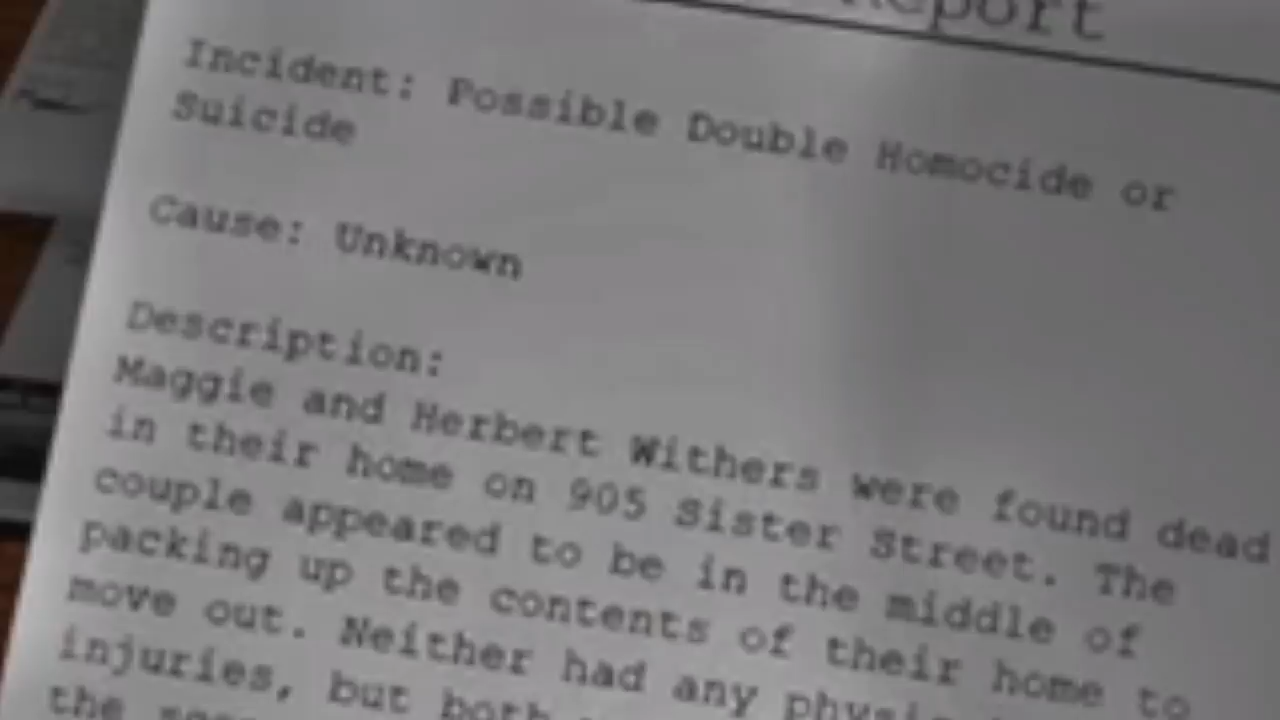 Report
Incident: Possible Double Homocide or
Suicide
Cause: Unknown
Description:
Maggie and Herbert Withers were found dead
in their home on 905 Sister Street. The
couple appeared to be in the middle of
packing up the contents of their home to
move out. Neither had any
injuries, but both
the